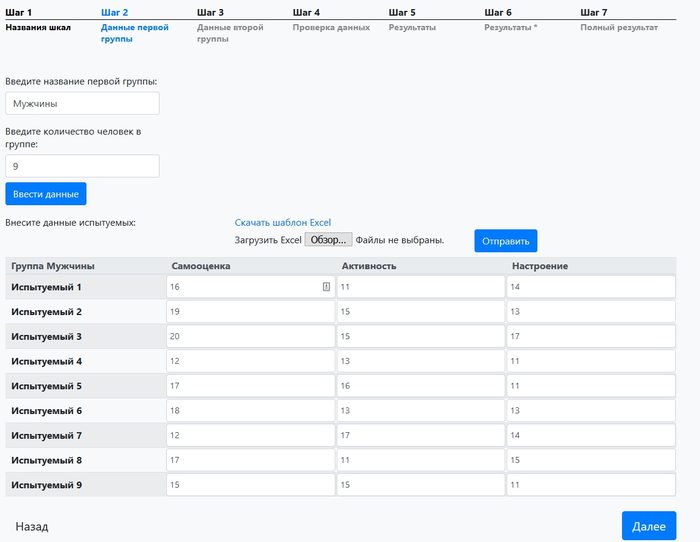 Шаг 1 Шаг 2 Шаг 3 Шаг 4 Шаг 5 Шаг 6 Шаг 7
Названия шкал Данные первой группы Данные второй группы Проверка данных Результаты Результаты * Полный результат
Введите название первой группы:
Мужчины
Введите количество человек в
группе:
9
Ввести данные
Внесите данные испытуемых: Скачать шаблон Excel
Загрузить Excel Обзор... Файлы не выбраны. Отправить
Группа Мужчины Самооценка Активность Настроение
Испытуемый 1 16 11 14
Испытуемый 2 19 15 13
Испытуемый 3 20 15 17
Испытуемый 4 12 13 11
Испытуемый 5 17 16 11
Испытуемый 6 18 13 13
Испытуемый 7 12 17 14
Испытуемый 8 17 11 15
Испытуемый 9 15 15 11
Назад Далее